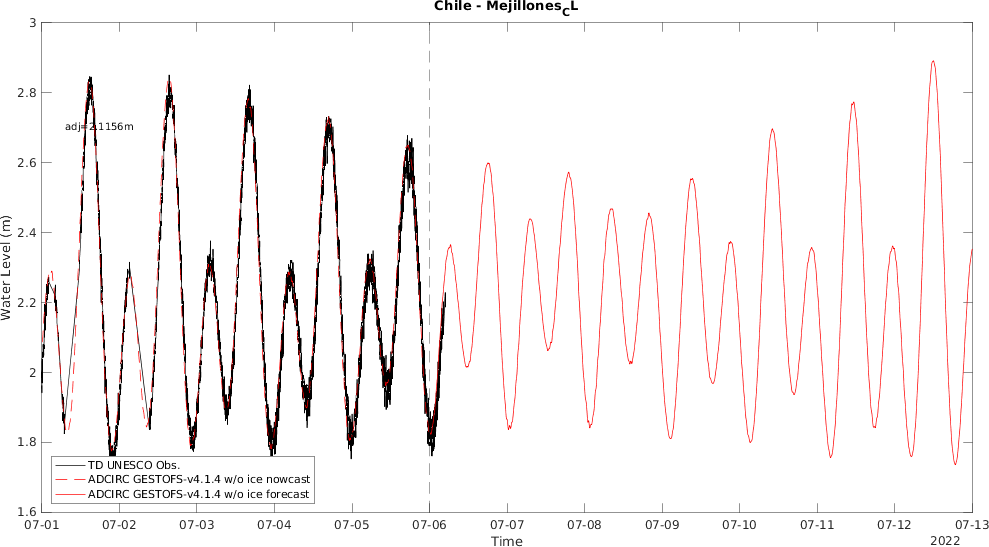 Chile - Mejillones_CL
3
2.8
2.6
2.4
2.2
2
1.8
1.6
Water Level (m)
adj=2.1156m
TD UNESCO Obs.
ADCIRC GESTOFS-v4.1.4 w/o ice nowcast
ADCIRC GESTOFS-v4.1.4 w/o ice forecast
07-01 07-02 07-03 07-04 07-05 07-06 07-07 07-08 07-09 07-10 07-11 07-12 07-13
Time
2022